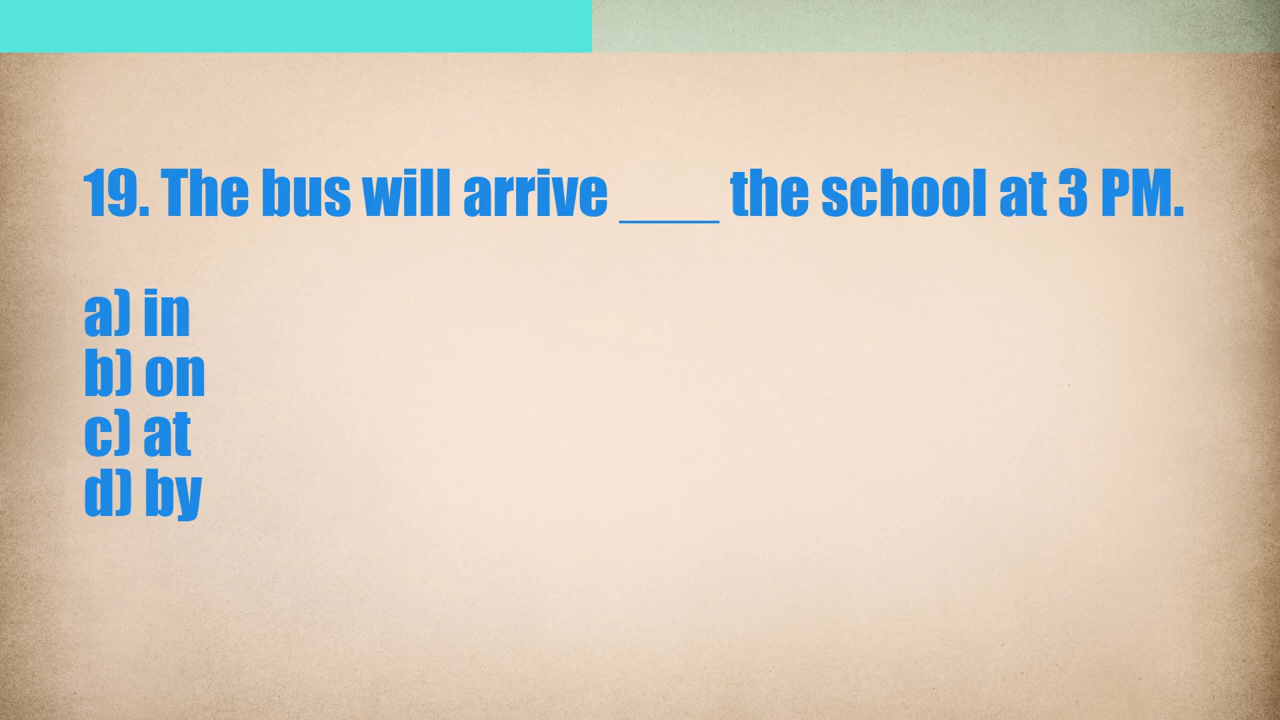 19. The bus will arrive ____ the school at 3 PM.
a) in
b) on
c) at
d) by